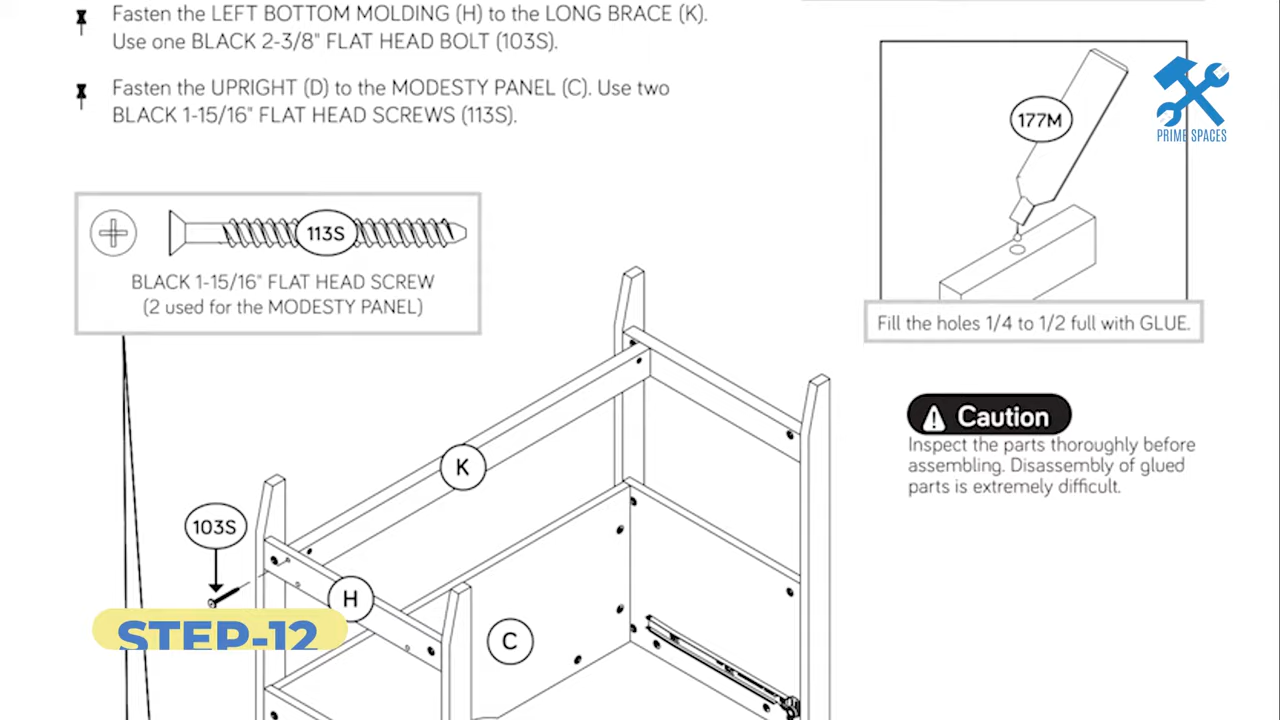 Fasten the LEFT BOTTOM MOLDING (H) to the LONG BRACE (K).
Use one BLACK 2-3/8" FLAT HEAD BOLT (103S).
Fasten the UPRIGHT (D) to the MODESTY PANEL (C). Use two
BLACK 1-15/16" FLAT HEAD SCREWS (113S).
177M
PRIME SPACES
113S
BLACK 1-15/16" FLAT HEAD SCREW
(2 used for the MODESTY PANEL)
Fill the holes 1/4 to 1/2 full with GLUE.
Caution
Inspect the parts thoroughly before
assembling. Disassembly of glued
parts is extremely difficult.
K
103S
H
STEP-12
C